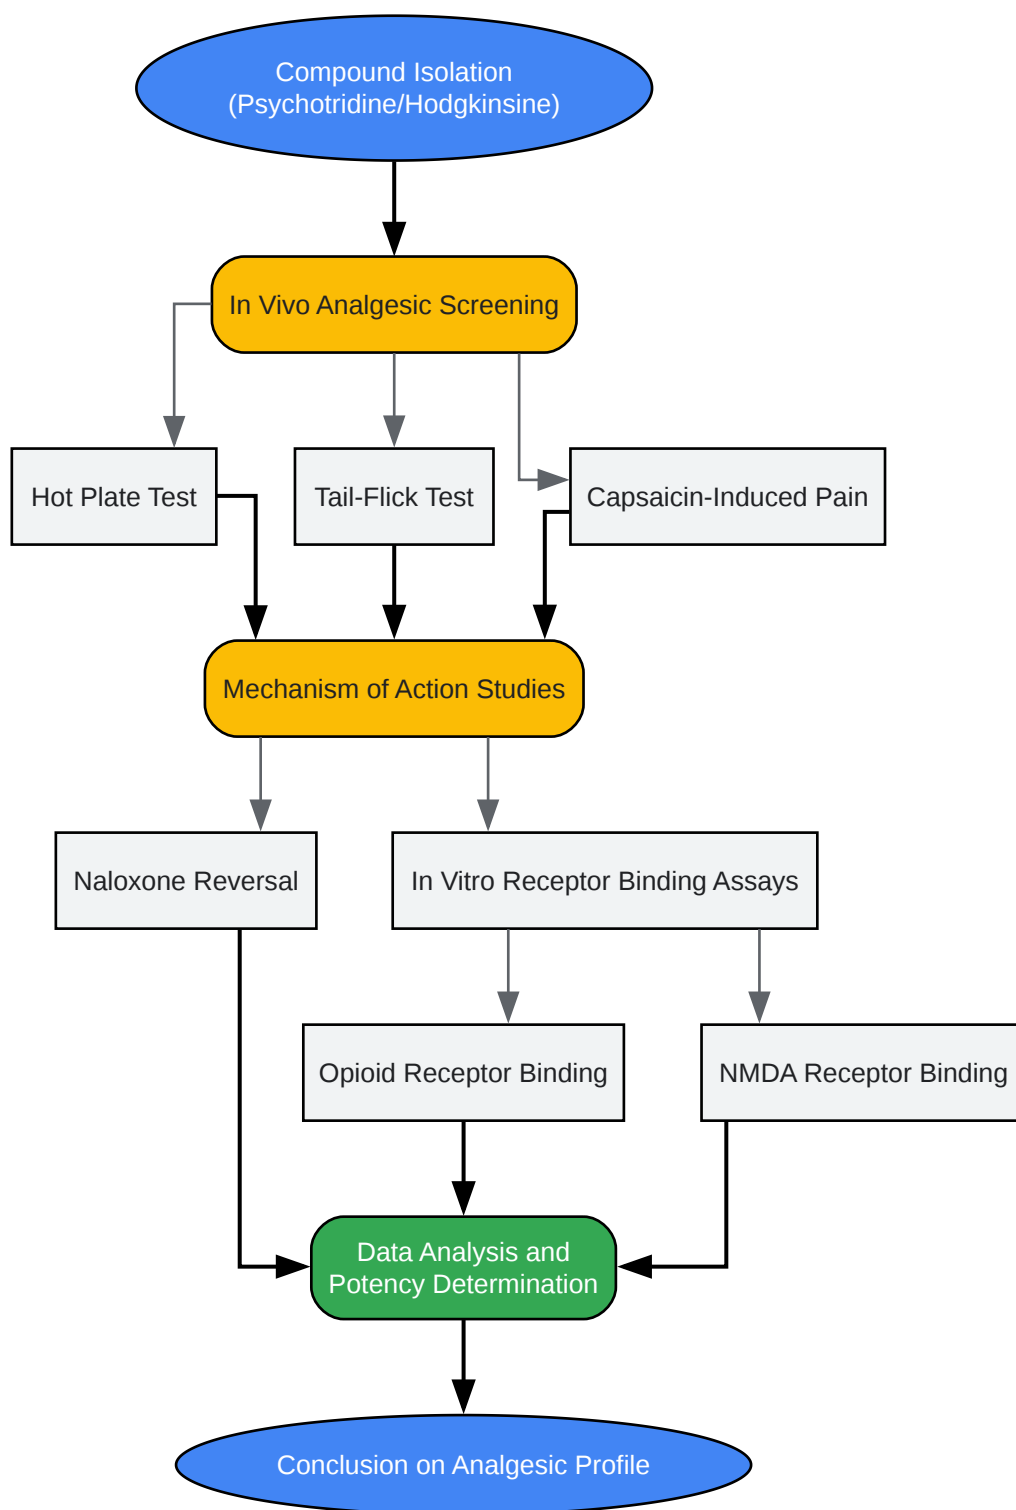 Compound Isolation
(Psychotridine/Hodgkinsine)
In Vivo Analgesic Screening
Hot Plate Test
Tail-Flick Test
Capsaicin-Induced Pain
Mechanism of Action Studies
Naloxone Reversal
In Vitro Receptor Binding Assays
Opioid Receptor Binding
NMDA Receptor Binding
Data Analysis and
Potency Determination
Conclusion on Analgesic Profile